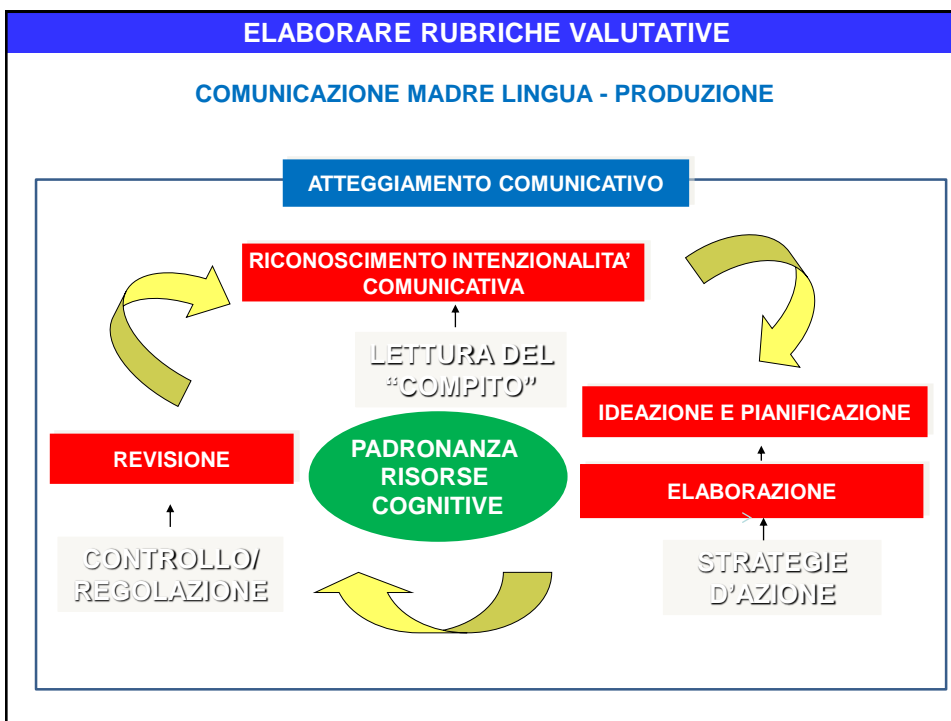 ELABORARE RUBRICHE VALUTATIVE
COMUNICAZIONE MADRE LINGUA - PRODUZIONE
ATTEGGIAMENTO COMUNICATIVO
RICONOSCIMENTO INTENZIONALITA'
COMUNICATIVA
LETTURA DEL
“COMPITO”
IDEAZIONE E PIANIFICAZIONE
PADRONANZA
RISORSE
COGNITIVE
REVISIONE
ELABORAZIONE
CONTROLLO/
REGOLAZIONE
STRATEGIE
D’AZIONE